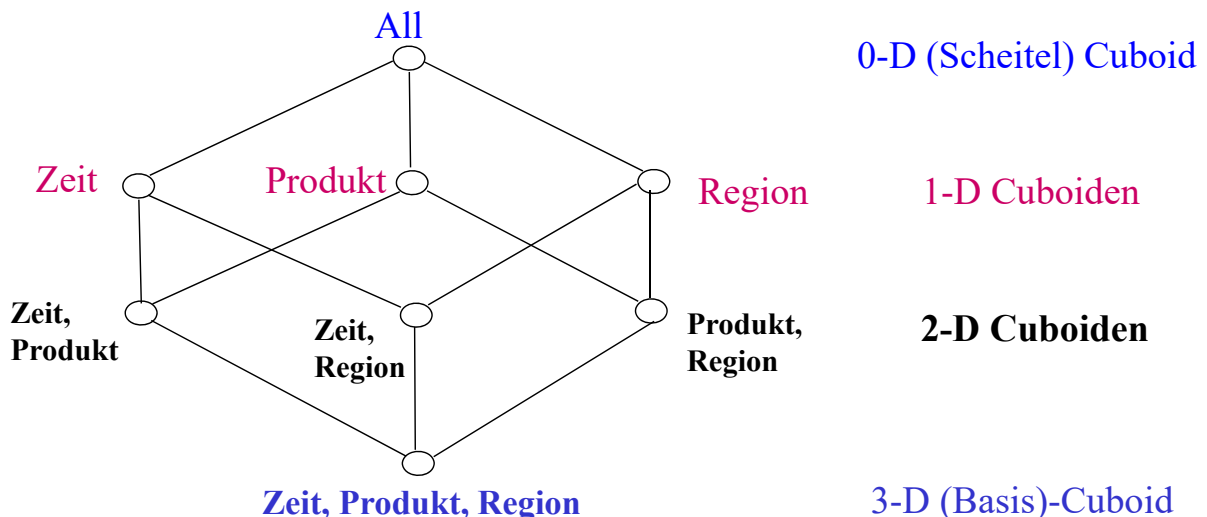 All
0-D (Scheitel) Cuboid
Zeit
Produkt
Region
1-D Cuboiden
Zeit,
Produkt
Zeit,
Region
Produkt,
Region
2-D Cuboiden
Zeit, Produkt, Region
3-D (Basis)-Cuboid